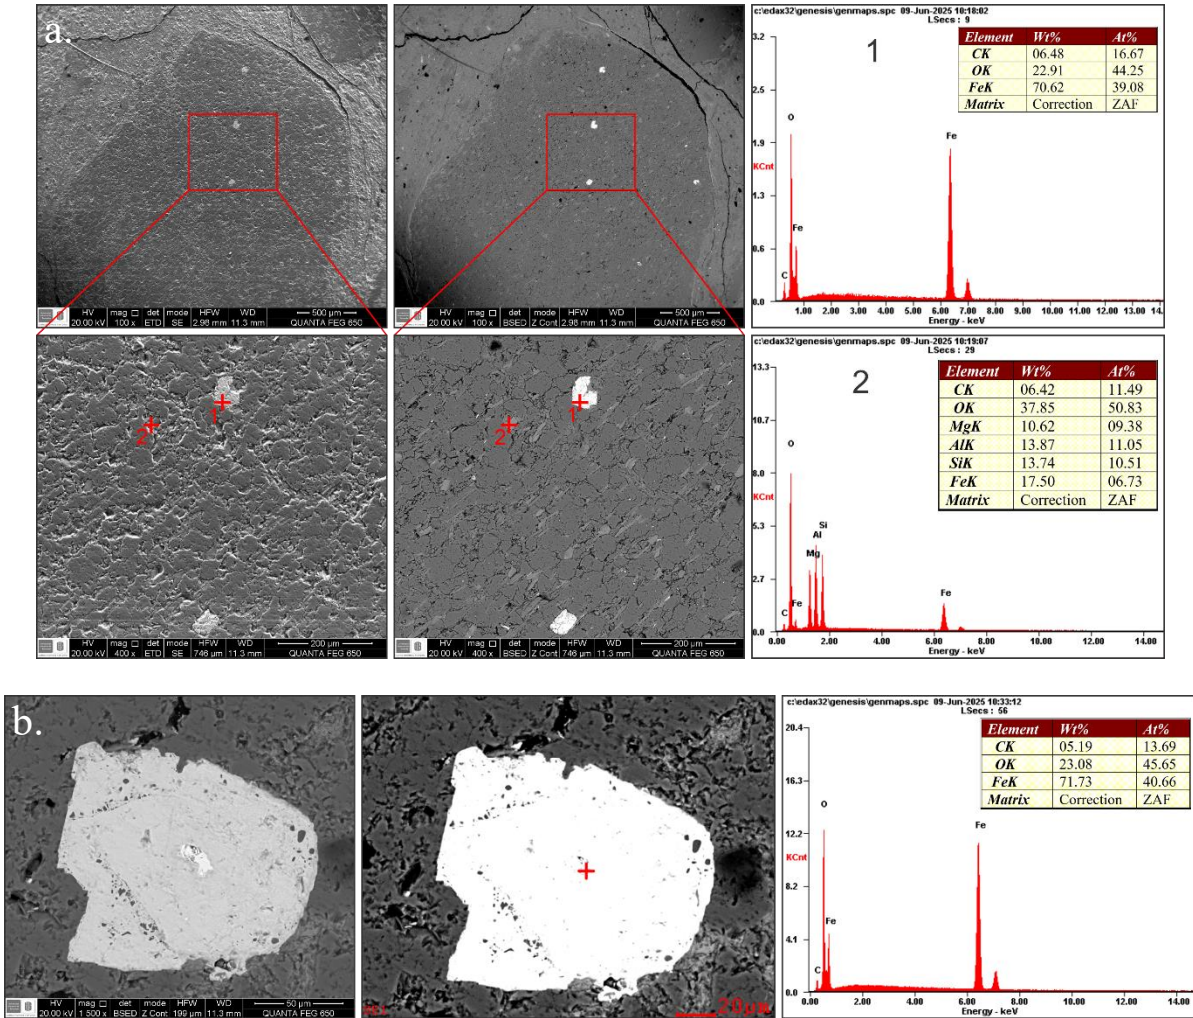 a.
HV mag □ det mode HFW WD 500 µm
20.00 kV 100 x ETD SE 2.98 mm 11.3 mm QUANTA FEG 650
HV mag □ det mode HFW WD 500 µm
20.00 kV 100 x BSED Z Cont 2.98 mm 11.3 mm QUANTA FEG 650
c:\edax32\genesis\genmaps.spc 09-Jun-2025 10:18:02
LSecs : 9
1
Element Wt% At%
CK 06.48 16.67
OK 22.91 44.25
FeK 70.62 39.08
Matrix Correction ZAF
3.2
2.5
1.9
KCnt
1.3
0.6
0.0
O
Fe
C
Fe
1.00 2.00 3.00 4.00 5.00 6.00 7.00 8.00 9.00 10.00 11.00 12.00 13.00 14.
Energy - keV
1
2
HV mag □ det mode HFW WD 200 µm
20.00 kV 400 x ETD SE 746 µm 11.3 mm QUANTA FEG 650
1
2
HV mag □ det mode HFW WD 200 µm
20.00 kV 400 x BSED Z Cont 746 µm 11.3 mm QUANTA FEG 650
c:\edax32\genesis\genmaps.spc 09-Jun-2025 10:19:07
LSecs : 29
2
Element Wt% At%
CK 06.42 11.49
OK 37.85 50.83
MgK 10.62 09.38
AlK 13.87 11.05
SiK 13.74 10.51
FeK 17.50 06.73
Matrix Correction ZAF
13.3
10.7
8.0
KCnt
5.3
2.7
0.0
O
Si
Al
Mg
Fe
C
Fe
0.00 2.00 4.00 6.00 8.00 10.00 12.00 14.00
Energy - keV
b.
HV mag □ det mode HFW WD 50 µm
20.00 kV 1 500 x BSED Z Cont 199 µm 11.3 mm QUANTA FEG 650
20µm
c:\edax32\genesis\genmaps.spc 09-Jun-2025 10:33:12
LSecs : 56
Element Wt% At%
CK 05.19 13.69
OK 23.08 45.65
FeK 71.73 40.66
Matrix Correction ZAF
20.4
16.3
12.2
KCnt
8.2
4.1
0.0
O
Fe
C
Fe
0.00 2.00 4.00 6.00 8.00 10.00 12.00 14.00
Energy - keV